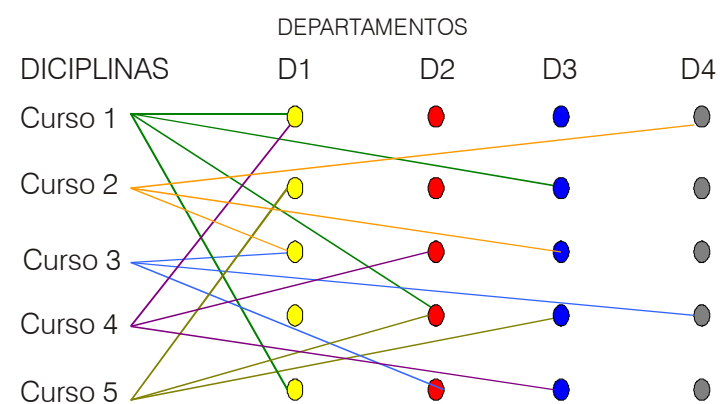 DEPARTAMENTOS
DICIPLINAS D1 D2 D3 D4
Curso 1
Curso 2
Curso 3
Curso 4
Curso 5